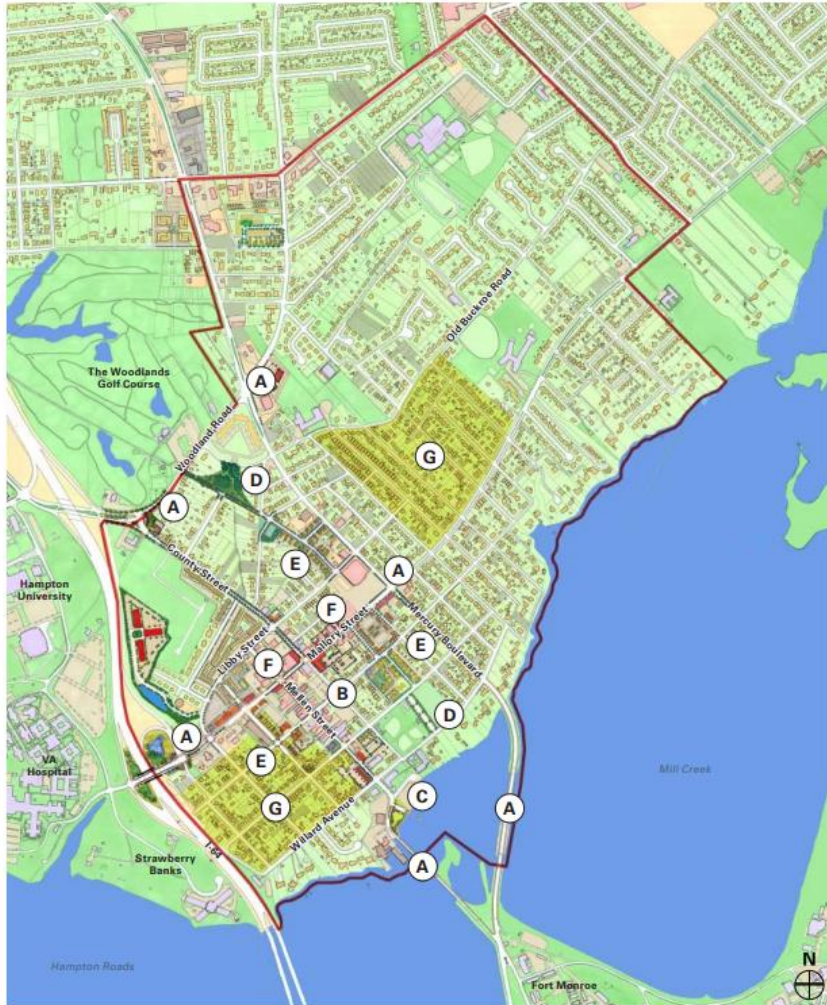 Old Buckroe Road
The Woodlands
Golf Course
A
Woodland Road
G
D
A
County Street
E
A
Hampton
University
F
Mallory Street
Mercury Boulevard
Libby Street
E
F
Mellen Street
B
D
A
E
VA
Hospital
Mill Creek
C
G
A
Willard Avenue
I-64
A
Strawberry
Banks
Hampton Roads
Fort Monroe
N